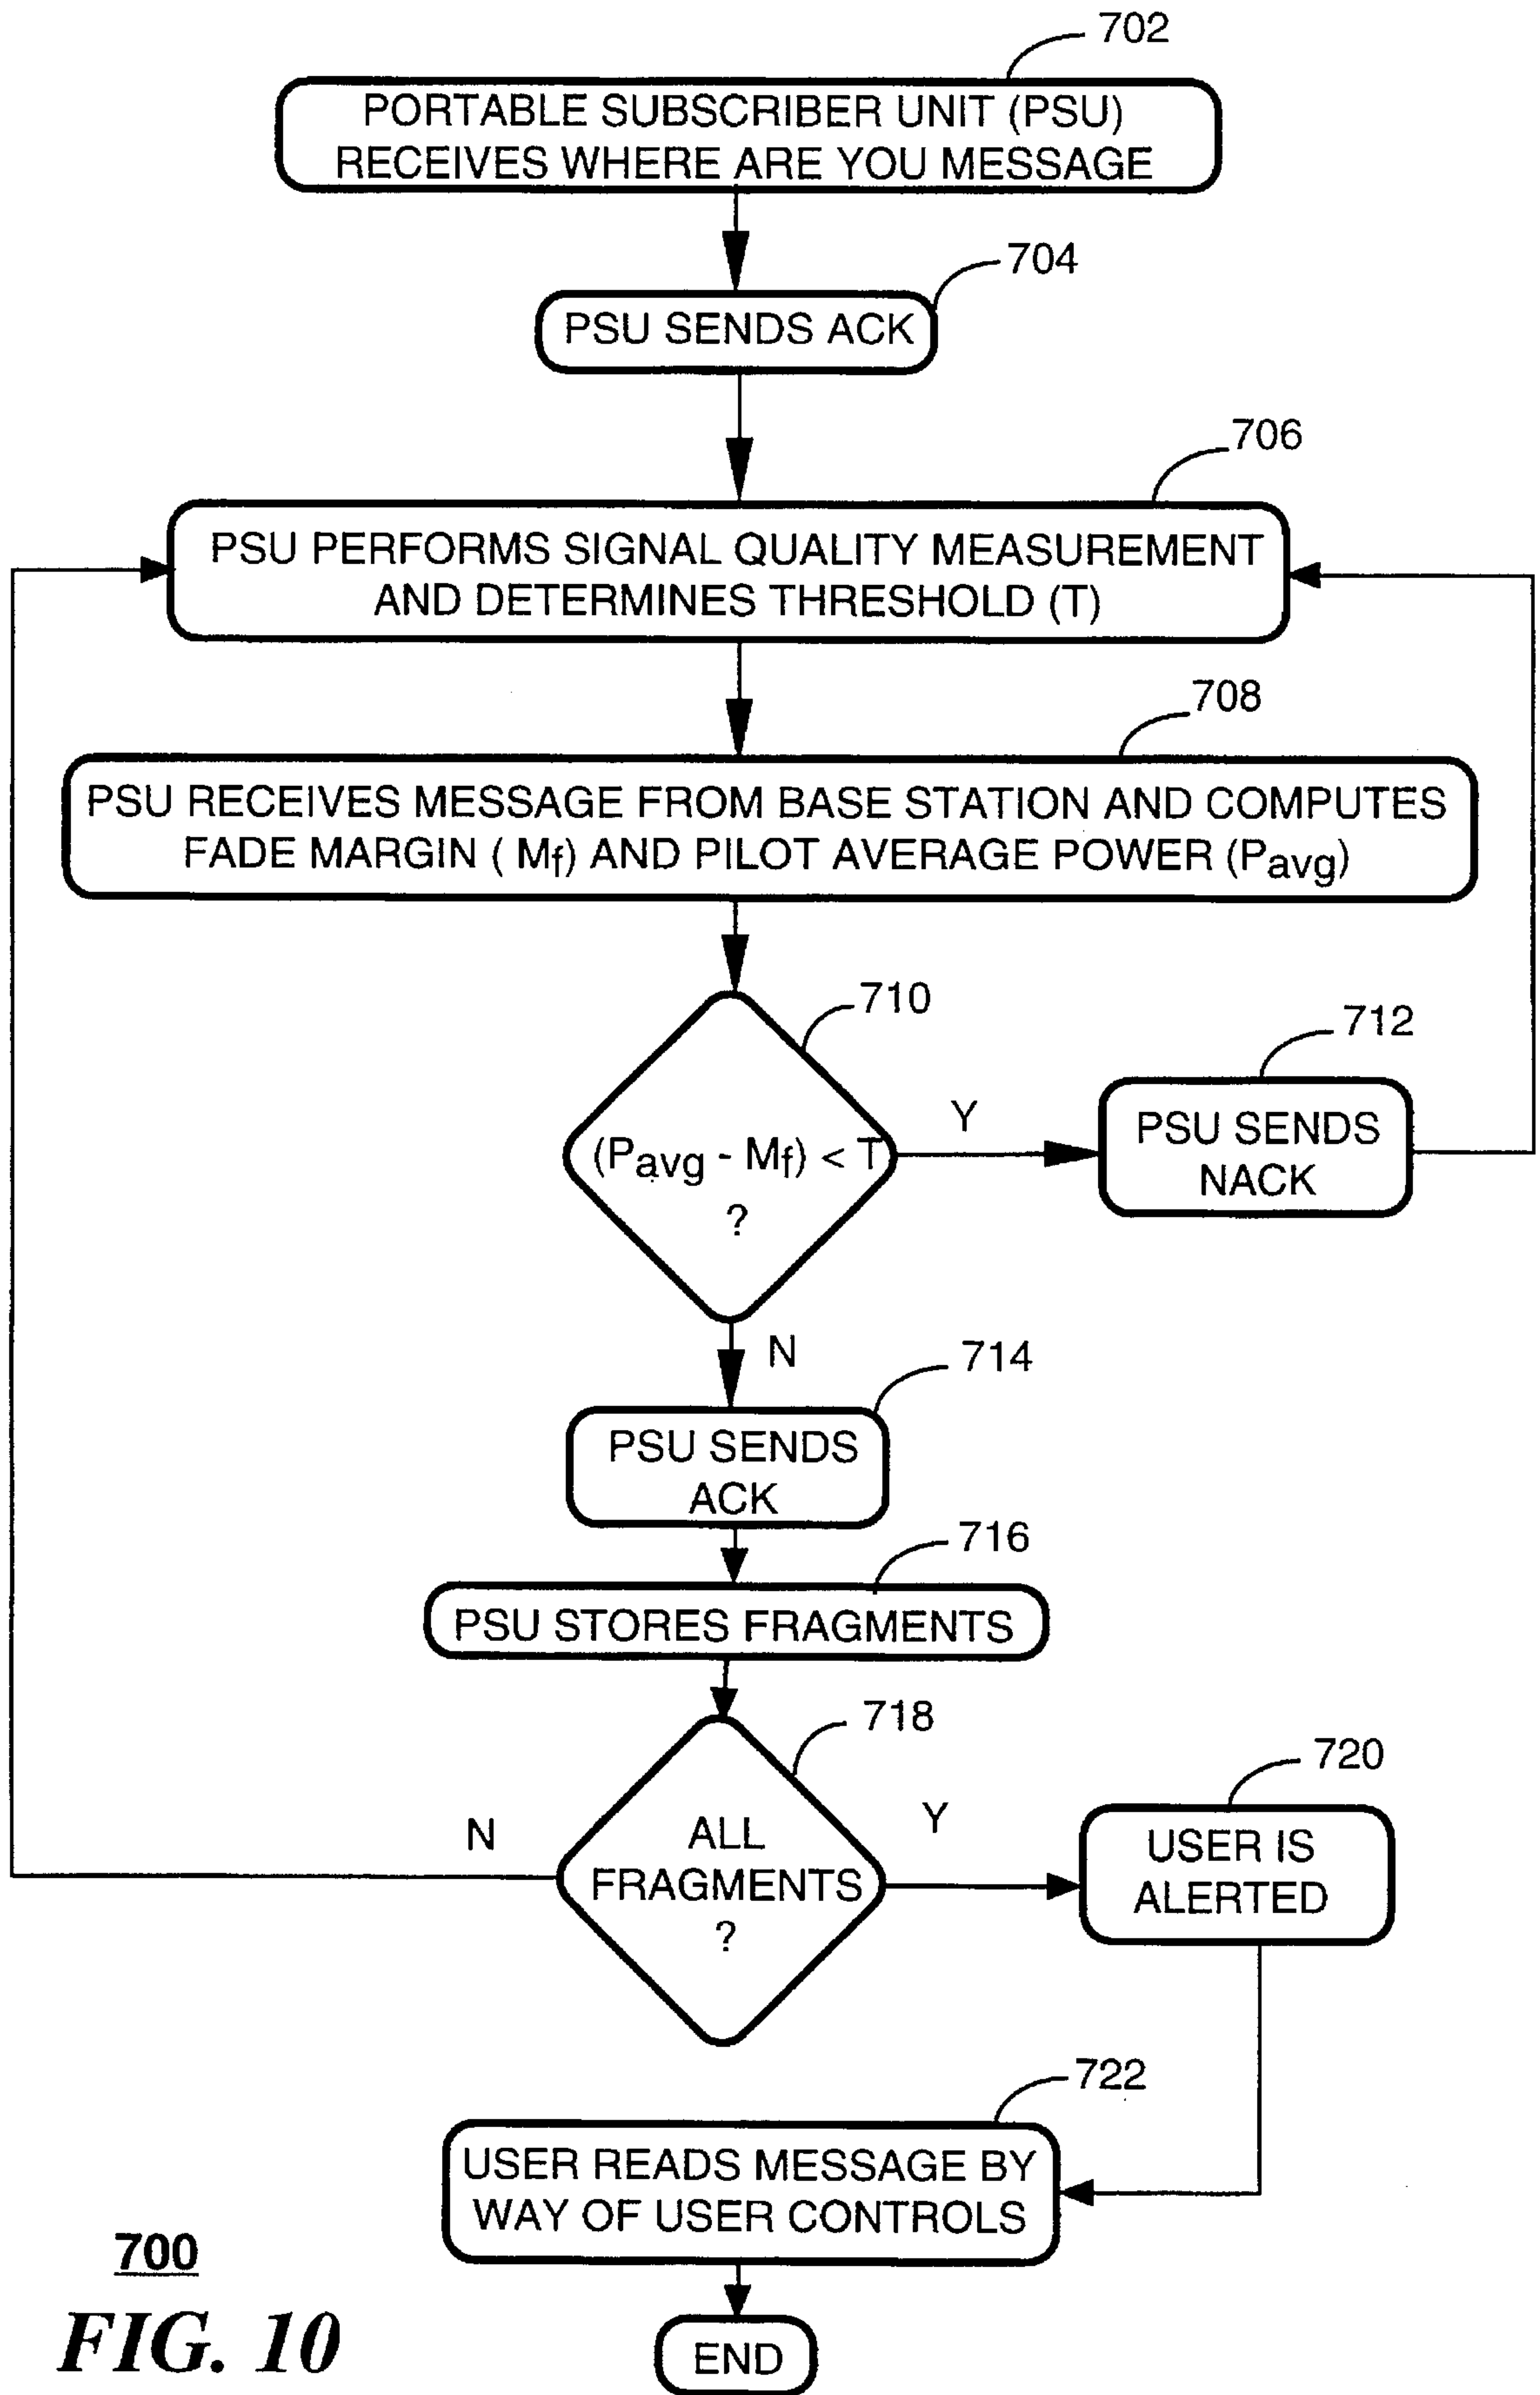 702
PORTABLE SUBSCRIBER UNIT (PSU)
RECEIVES WHERE ARE YOU MESSAGE
704
PSU SENDS ACK
706
PSU PERFORMS SIGNAL QUALITY MEASUREMENT
AND DETERMINES THRESHOLD (T)
708
PSU RECEIVES MESSAGE FROM BASE STATION AND COMPUTES
FADE MARGIN ( Mf) AND PILOT AVERAGE POWER (Pavg)
710
(Pavg - Mf) < T
?
Y
712
PSU SENDS
NACK
N
714
PSU SENDS
ACK
716
PSU STORES FRAGMENTS
718
ALL
FRAGMENTS
?
N
Y
720
USER IS
ALERTED
722
USER READS MESSAGE BY
WAY OF USER CONTROLS
END
700
FIG. 10